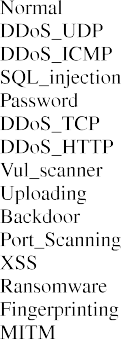 Normal
DDoS_UDP
DDoS_ICMP
SQL_injection
Password
DDoS_TCP
DDoS_HTTP
Vul_scanner
Uploading
Backdoor
Port_Scanning
XSS
Ransomware
Fingerprinting
MITM